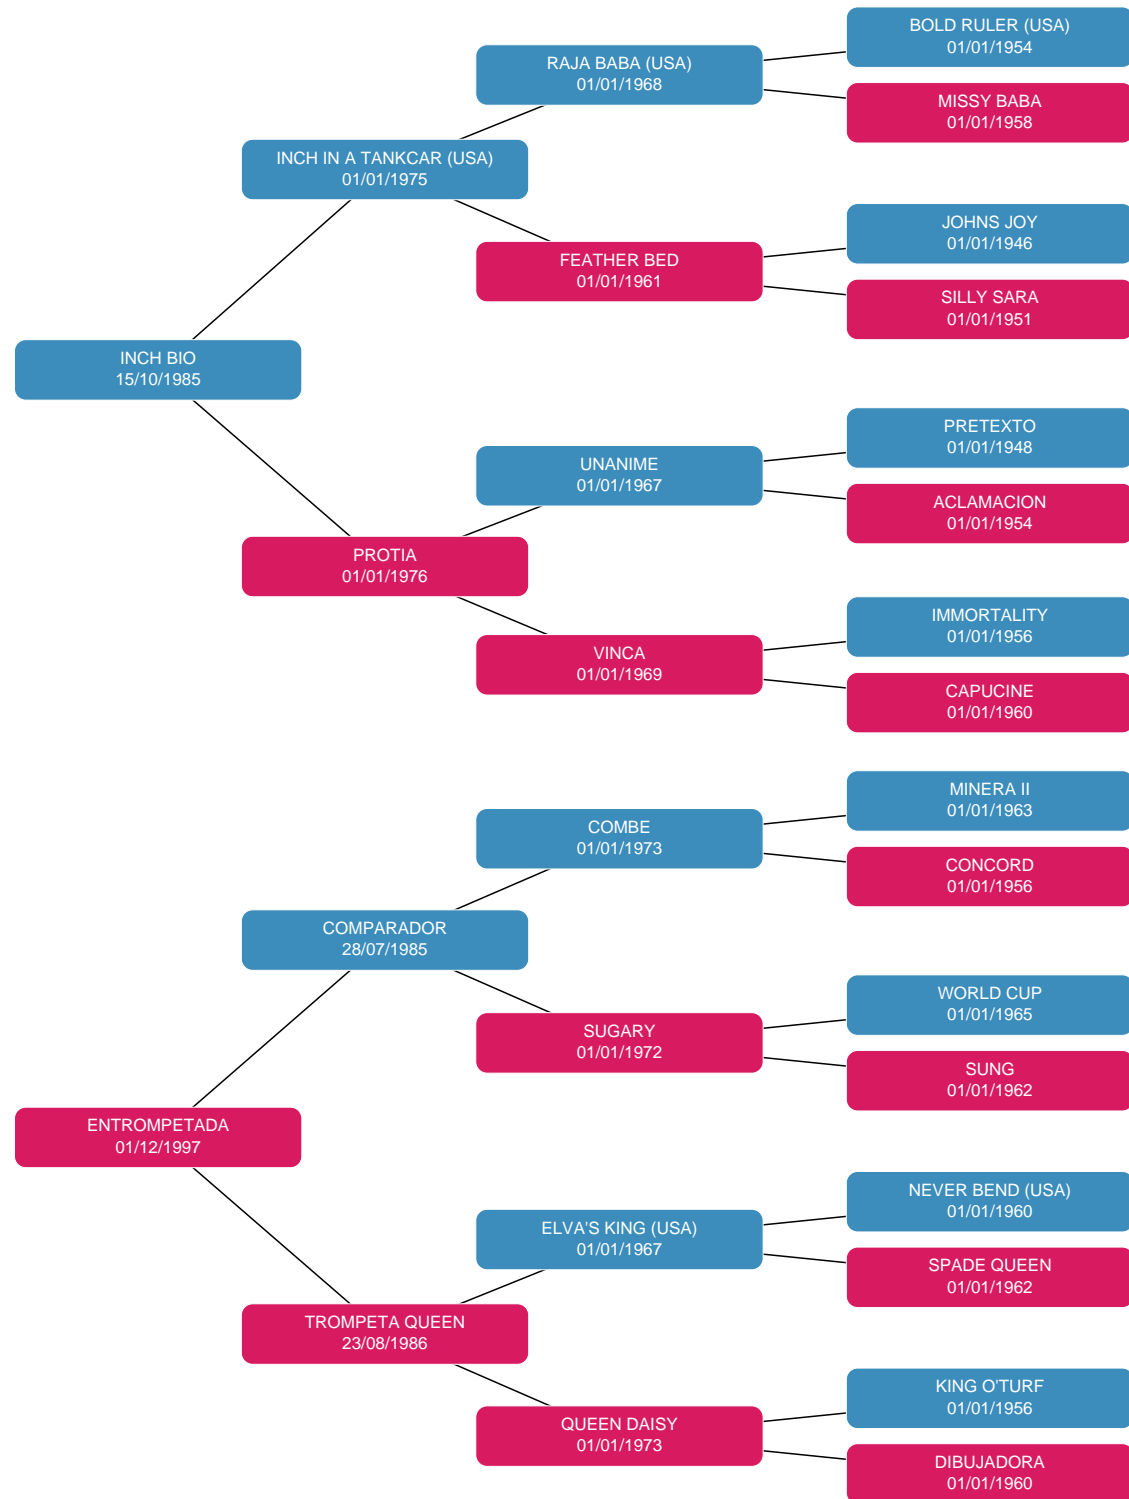 BOLD RULER (USA)
01/01/1954
RAJA BABA (USA)
01/01/1968
MISSY BABA
01/01/1958
INCH IN A TANKCAR (USA)
01/01/1975
JOHNS JOY
01/01/1946
FEATHER BED
01/01/1961
SILLY SARA
01/01/1951
INCH BIO
15/10/1985
PRETEXTO
01/01/1948
UNANIME
01/01/1967
ACLAMACION
01/01/1954
PROTIA
01/01/1976
IMMORTALITY
01/01/1956
VINCA
01/01/1969
CAPUCINE
01/01/1960
MINERA II
01/01/1963
COMBE
01/01/1973
CONCORD
01/01/1956
COMPARADOR
28/07/1985
WORLD CUP
01/01/1965
SUGARY
01/01/1972
SUNG
01/01/1962
ENTROMPETADA
01/12/1997
NEVER BEND (USA)
01/01/1960
ELVA'S KING (USA)
01/01/1967
SPADE QUEEN
01/01/1962
TROMPETA QUEEN
23/08/1986
KING O'TURF
01/01/1956
QUEEN DAISY
01/01/1973
DIBUJADORA
01/01/1960